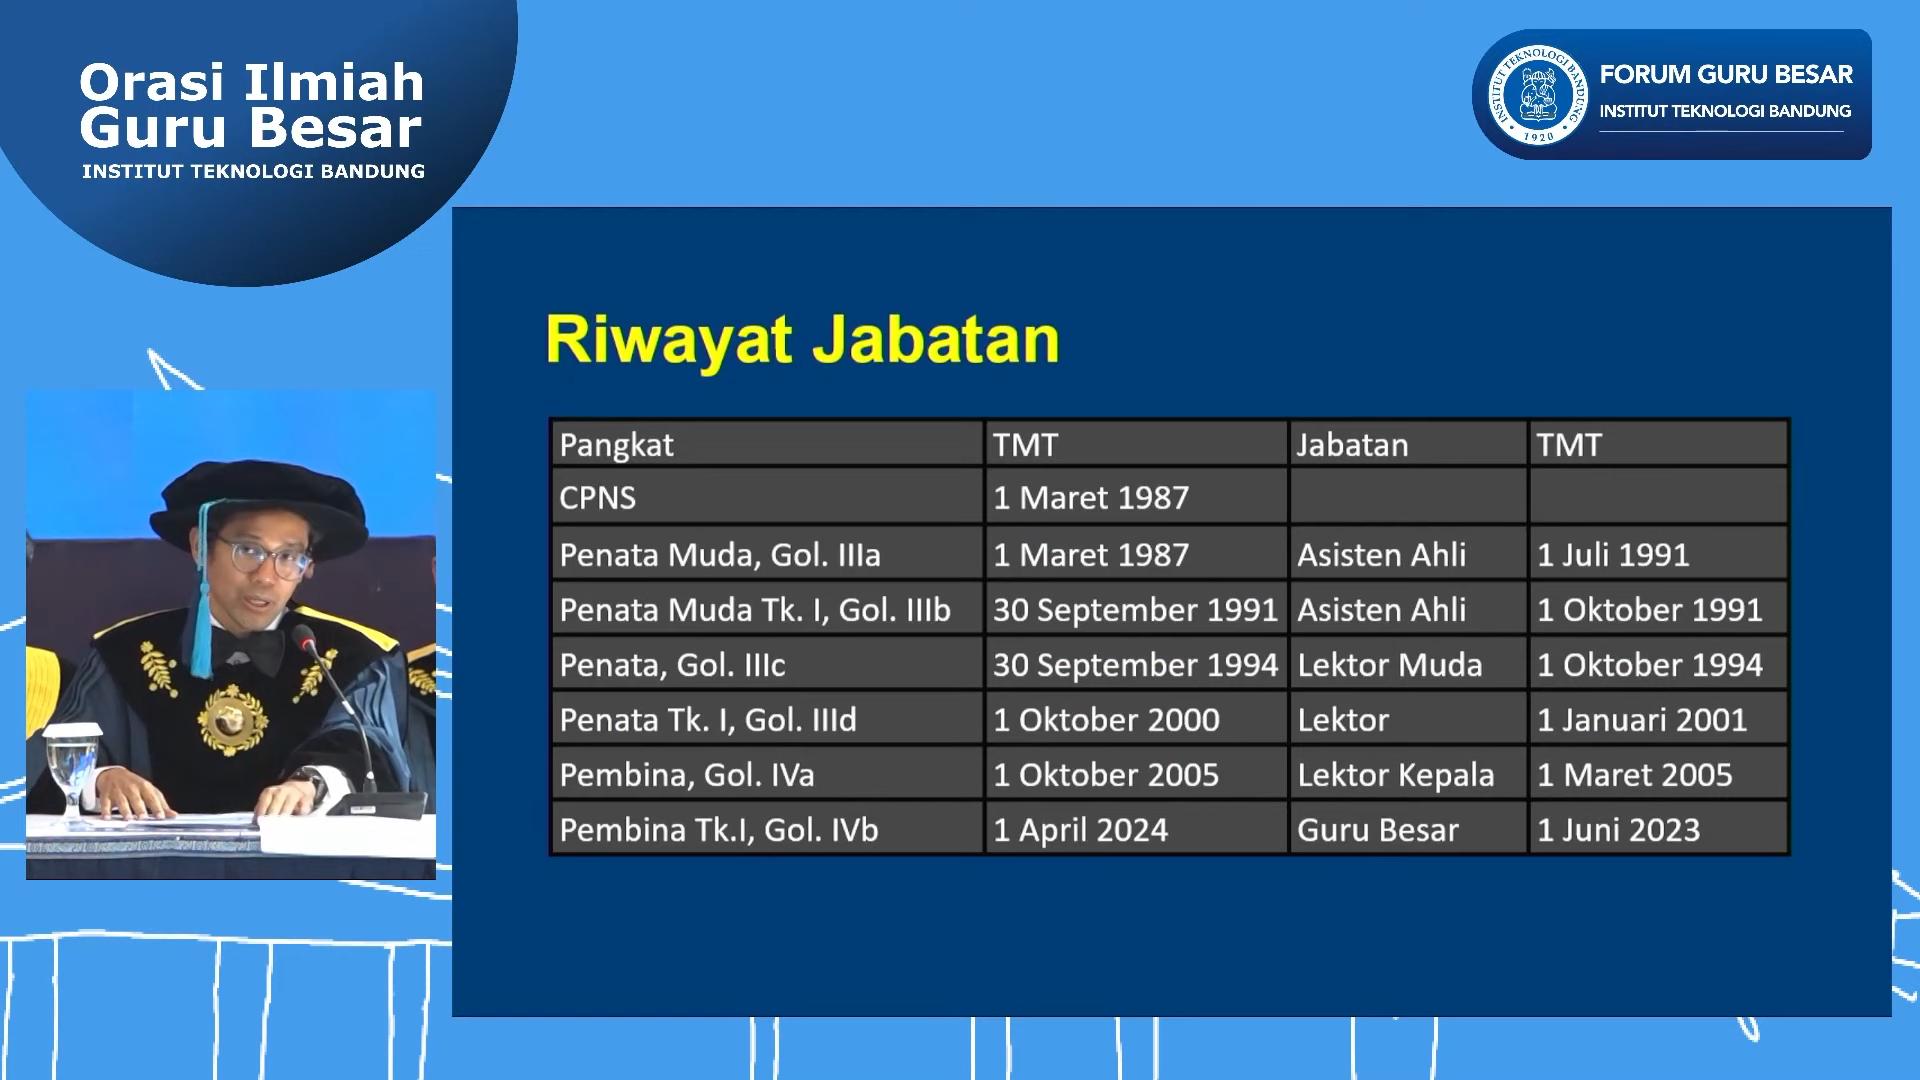 Orasi Ilmiah
Guru Besar
INSTITUT TEKNOLOGI BANDUNG
INSTITUT TEKNOLOGI BANDUNG
1920
FORUM GURU BESAR
INSTITUT TEKNOLOGI BANDUNG
Riwayat Jabatan
Pangkat TMT Jabatan TMT
CPNS 1 Maret 1987
Penata Muda, Gol. IIIa 1 Maret 1987 Asisten Ahli 1 Juli 1991
Penata Muda Tk. I, Gol. IIIb 30 September 1991 Asisten Ahli 1 Oktober 1991
Penata, Gol. IIIc 30 September 1994 Lektor Muda 1 Oktober 1994
Penata Tk. I, Gol. IIId 1 Oktober 2000 Lektor 1 Januari 2001
Pembina, Gol. IVa 1 Oktober 2005 Lektor Kepala 1 Maret 2005
Pembina Tk.I, Gol. IVb 1 April 2024 Guru Besar 1 Juni 2023